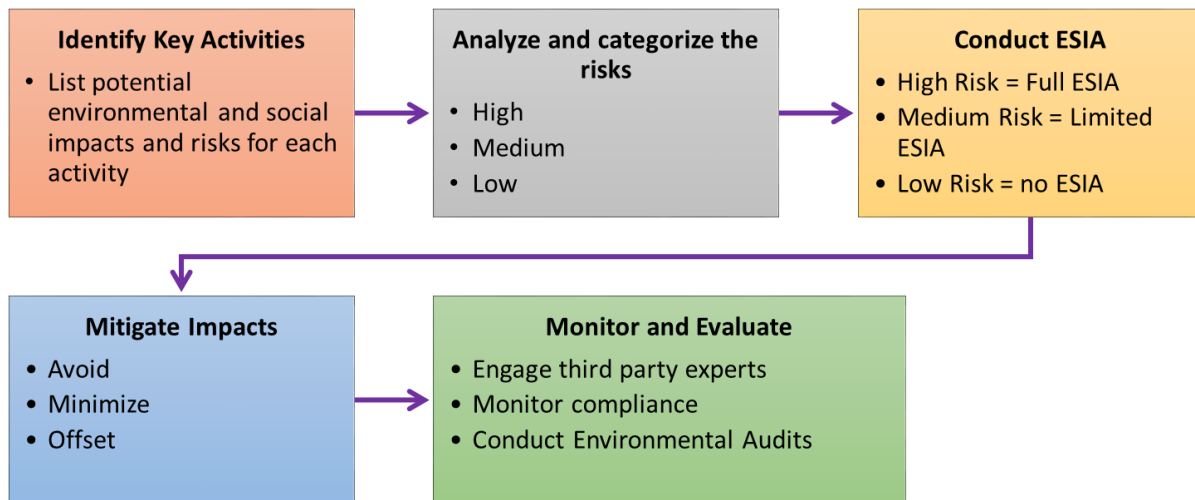 Identify Key Activities
• List potential
environmental and social
impacts and risks for each
activity
Analyze and categorize the
risks
• High
• Medium
• Low
Conduct ESIA
• High Risk = Full ESIA
• Medium Risk = Limited
ESIA
• Low Risk = no ESIA
Mitigate Impacts
• Avoid
• Minimize
• Offset
Monitor and Evaluate
• Engage third party experts
• Monitor compliance
• Conduct Environmental Audits